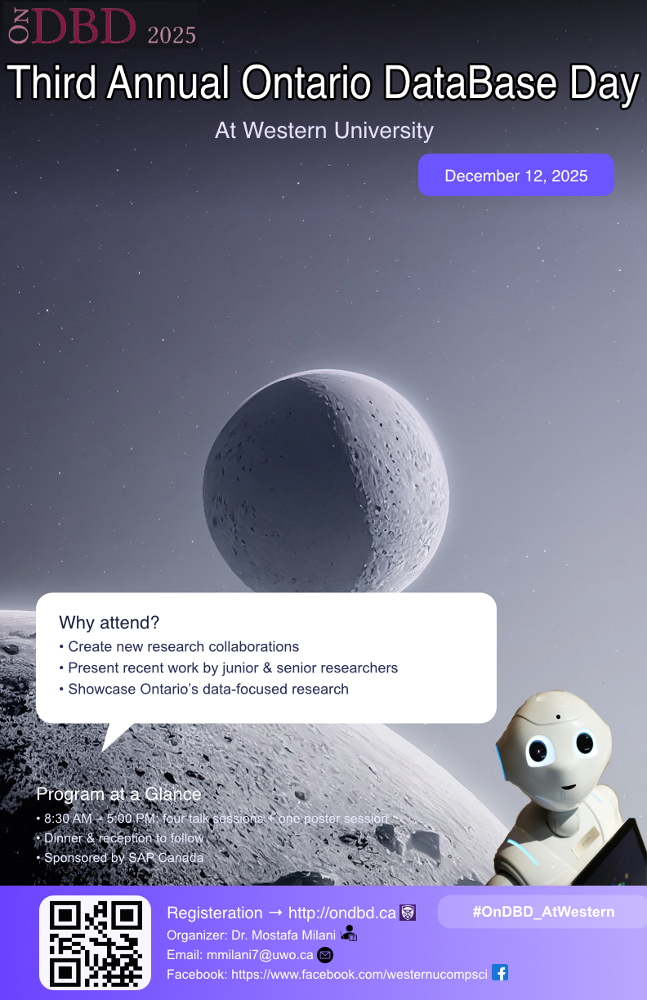 ON DBD 2025
Third Annual Ontario DataBase Day
At Western University
December 12, 2025
Why attend?
• Create new research collaborations
• Present recent work by junior & senior researchers
• Showcase Ontario’s data-focused research
Program at a Glance
• 8:30 AM – 5:00 PM: four talk sessions + one poster session
• Dinner & reception to follow
• Sponsored by SAP Canada
Registeration → http://ondbd.ca
#OnDBD_AtWestern
Organizer: Dr. Mostafa Milani
Email: mmilani7@uwo.ca
Facebook: https://www.facebook.com/westernucompsci